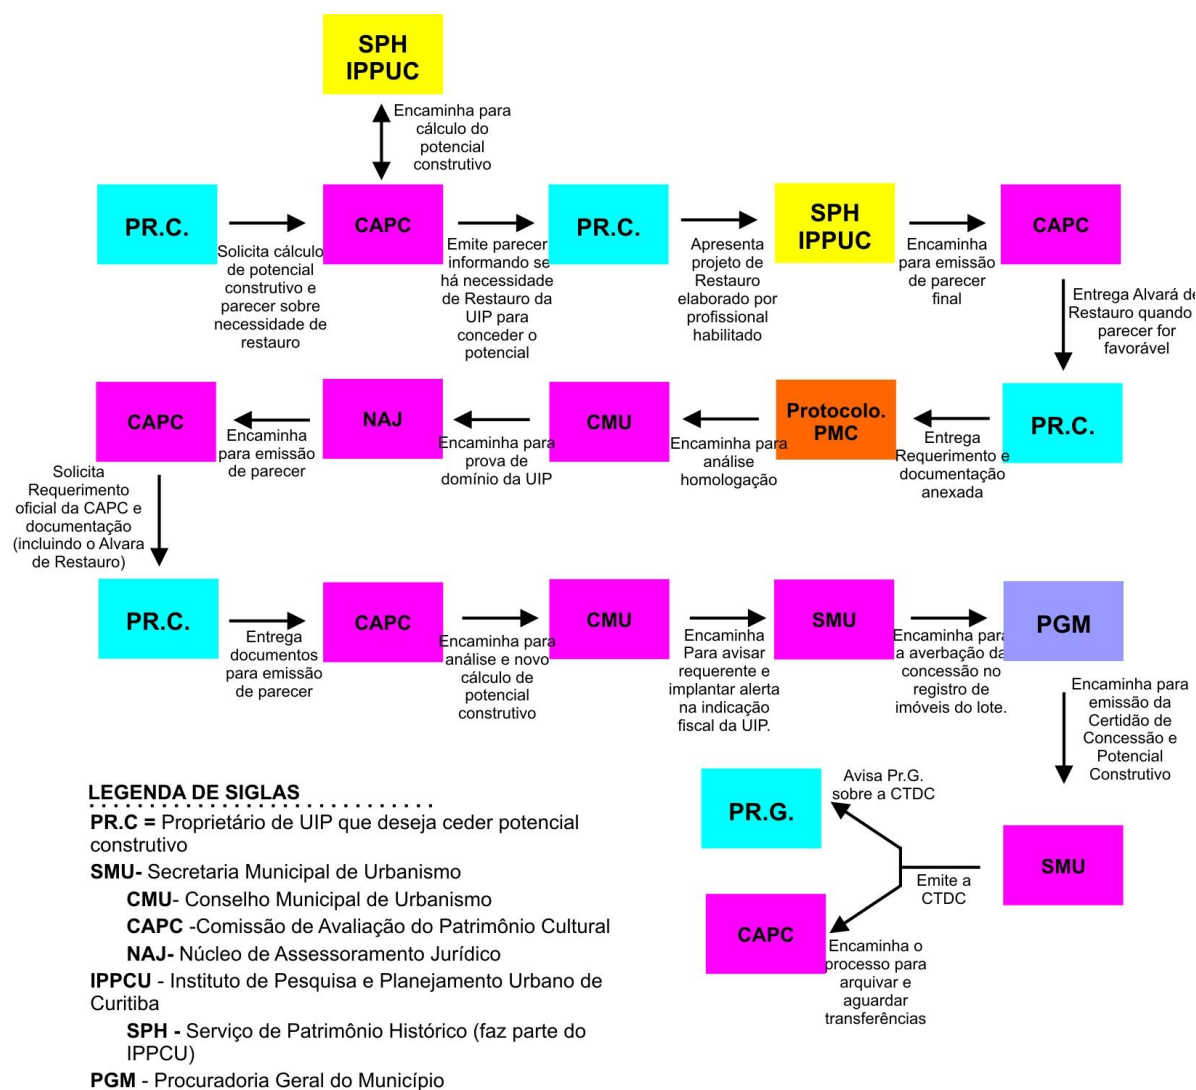 SPH
IPPUC
Encaminha para
cálculo do
potencial
construtivo
PR.C.
Solicita cálculo
de potencial
construtivo e
parecer sobre
necessidade de
restauro
CAPC
Emite parecer
informando se
há necessidade
de Restauro da
UIP para
conceder o
potencial
PR.C.
Apresenta
projeto de
Restauro
elaborado por
profissional
habilitado
SPH
IPPUC
Encaminha
para emissão
de parecer
final
CAPC
Entrega Alvará de
Restauro quando
parecer for
favorável
PR.C.
Entrega
Requerimento e
documentação
anexada
Protocolo.
PMC
Encaminha para
análise
homologação
CMU
Encaminha para
prova de
domínio da UIP
NAJ
Encaminha
para emissão
de parecer
CAPC
Solicita
Requerimento
oficial da CAPC e
documentação
(incluindo o Alvara
de Restauro)
PR.C.
Entrega
documentos
para emissão
de parecer
CAPC
Encaminha para
análise e novo
cálculo de
potencial
construtivo
CMU
Encaminha
Para avisar
requerente e
implantar alerta
na indicação
fiscal da UIP.
SMU
Encaminha para
a averbação da
concessão no
registro de
imóveis do lote.
PGM
Encaminha para
emissão da
Certidão de
Concessão e
Potencial
Construtivo
SMU
Emite a
CTDC
Avisa Pr.G.
sobre a CTDC
PR.G.
CAPC
Encaminha o
processo para
arquivar e
aguardar
transferências
LEGENDA DE SIGLAS
PR.C = Proprietário de UIP que deseja ceder potencial
construtivo
SMU- Secretaria Municipal de Urbanismo
CMU- Conselho Municipal de Urbanismo
CAPC -Comissão de Avaliação do Patrimônio Cultural
NAJ- Núcleo de Assessoramento Jurídico
IPPCU - Instituto de Pesquisa e Planejamento Urbano de
Curitiba
SPH - Serviço de Patrimônio Histórico (faz parte do
IPPCU)
PGM - Procuradoria Geral do Município